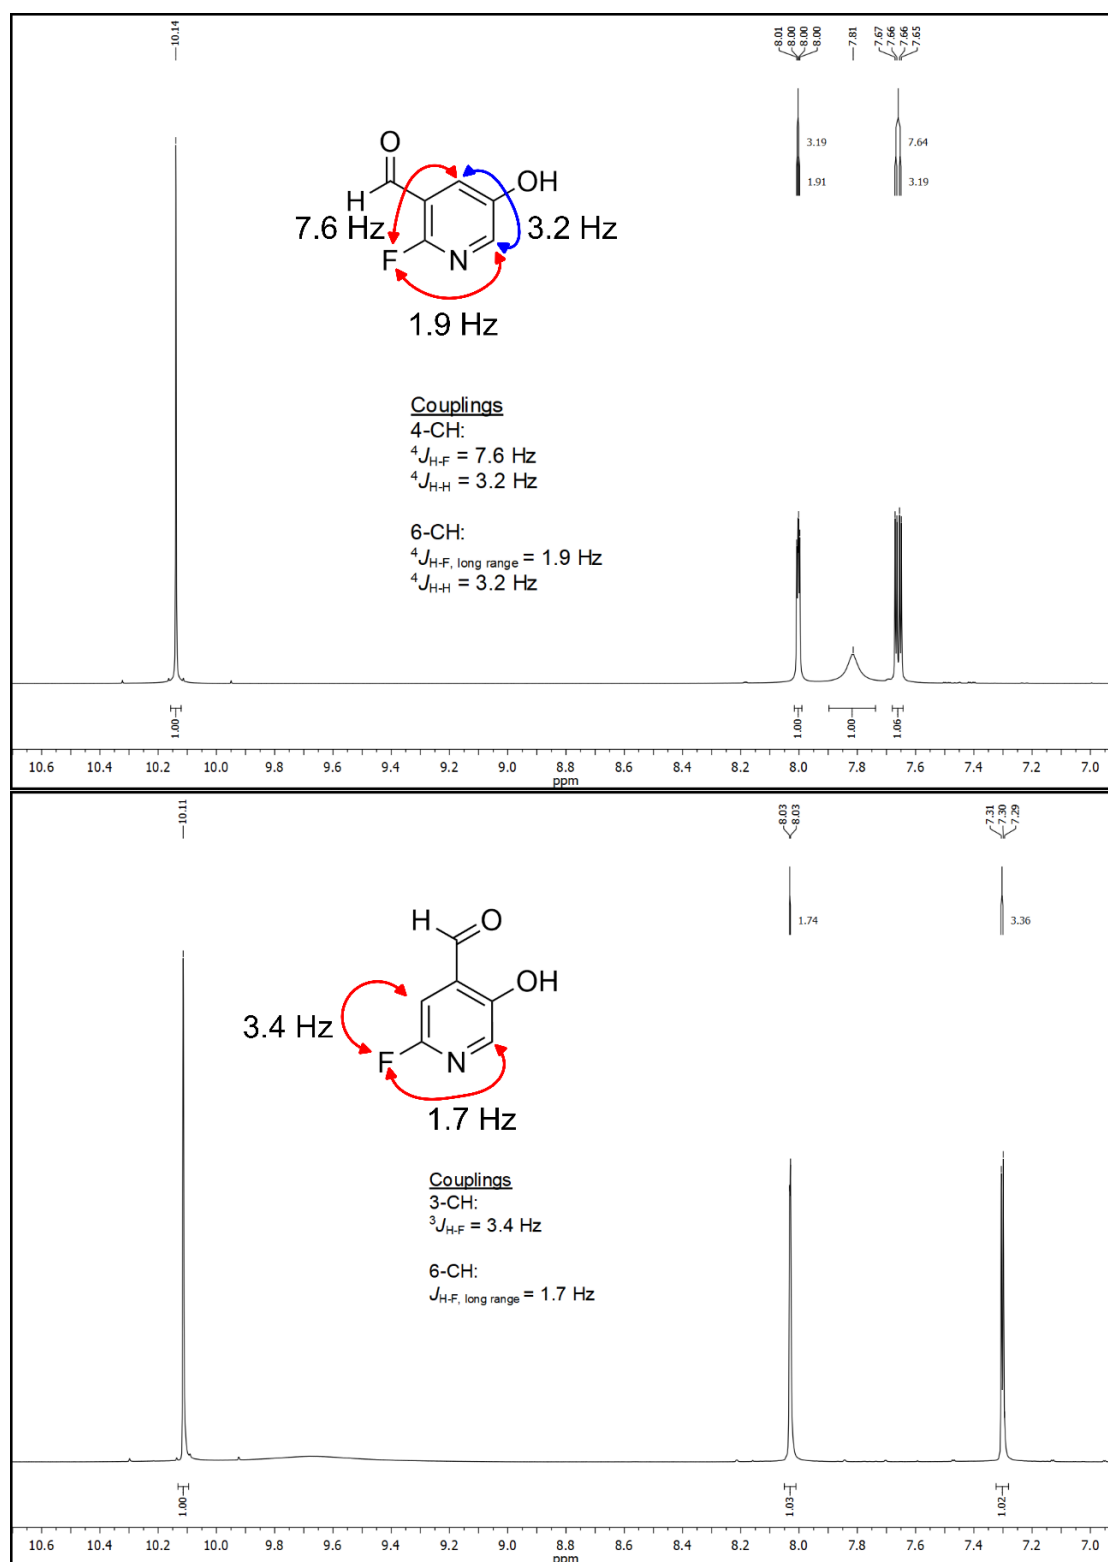 10.14
8.01
8.00
8.00
8.00
7.81
7.67
7.66
7.66
7.65
3.19
1.91
7.64
3.19
O
H
OH
7.6 Hz
3.2 Hz
F
N
1.9 Hz
Couplings
4-CH:
⁴J H-F = 7.6 Hz
⁴J H-H = 3.2 Hz
6-CH:
⁴J H-F, long range = 1.9 Hz
⁴J H-H = 3.2 Hz
1.00
1.00
1.00
1.06
10.6 10.4 10.2 10.0 9.8 9.6 9.4 9.2 9.0 8.8 8.6 8.4 8.2 8.0 7.8 7.6 7.4 7.2 7.0
ppm
10.11
8.03
8.03
7.31
7.30
7.29
1.74
3.36
H
O
OH
3.4 Hz
F
N
1.7 Hz
Couplings
3-CH:
³J H-F = 3.4 Hz
6-CH:
J H-F, long range = 1.7 Hz
1.00
1.03
1.02
10.6 10.4 10.2 10.0 9.8 9.6 9.4 9.2 9.0 8.8 8.6 8.4 8.2 8.0 7.8 7.6 7.4 7.2 7.0
ppm